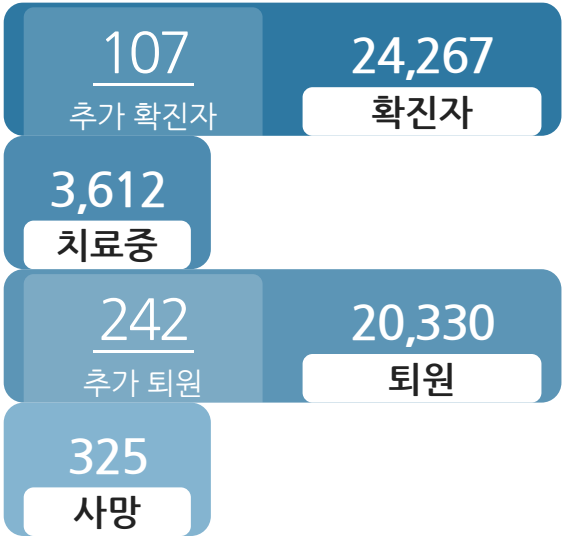 107
추가 확진자
24,267
확진자
3,612
치료중
242
추가 퇴원
20,330
퇴원
325
사망